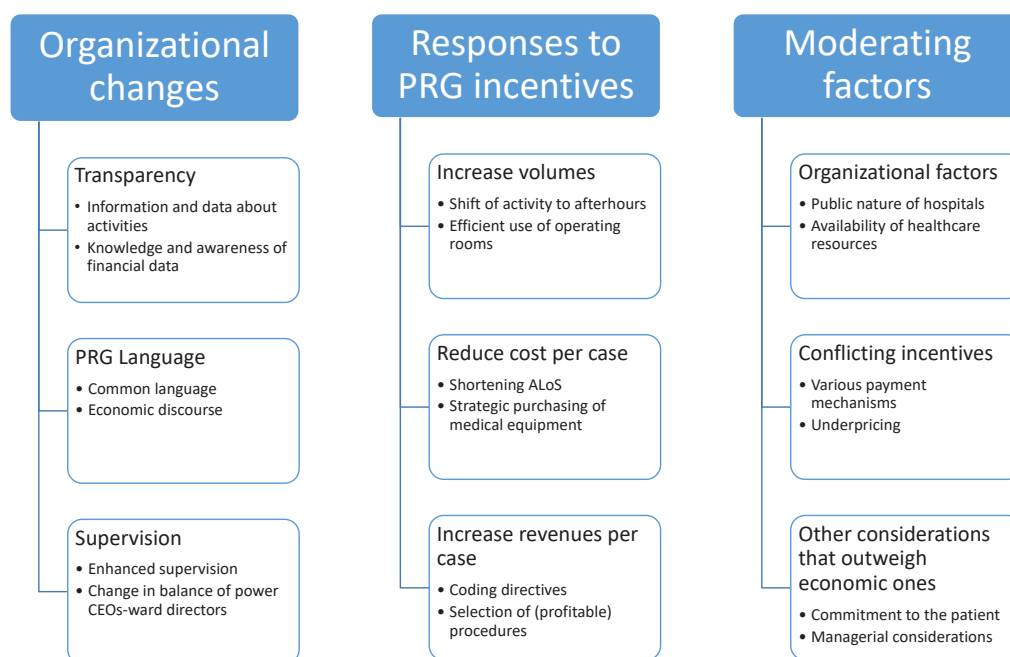 Organizational
changes
Transparency
• Information and data about
activities
• Knowledge and awareness of
financial data
PRG Language
• Common language
• Economic discourse
Supervision
• Enhanced supervision
• Change in balance of power
CEOs-ward directors
Responses to
PRG incentives
Increase volumes
• Shift of activity to afterhours
• Efficient use of operating
rooms
Reduce cost per case
• Shortening ALoS
• Strategic purchasing of
medical equipment
Increase revenues per
case
• Coding directives
• Selection of (profitable)
procedures
Moderating
factors
Organizational factors
• Public nature of hospitals
• Availability of healthcare
resources
Conflicting incentives
• Various payment
mechanisms
• Underpricing
Other considerations
that outweigh
economic ones
• Commitment to the patient
• Managerial considerations